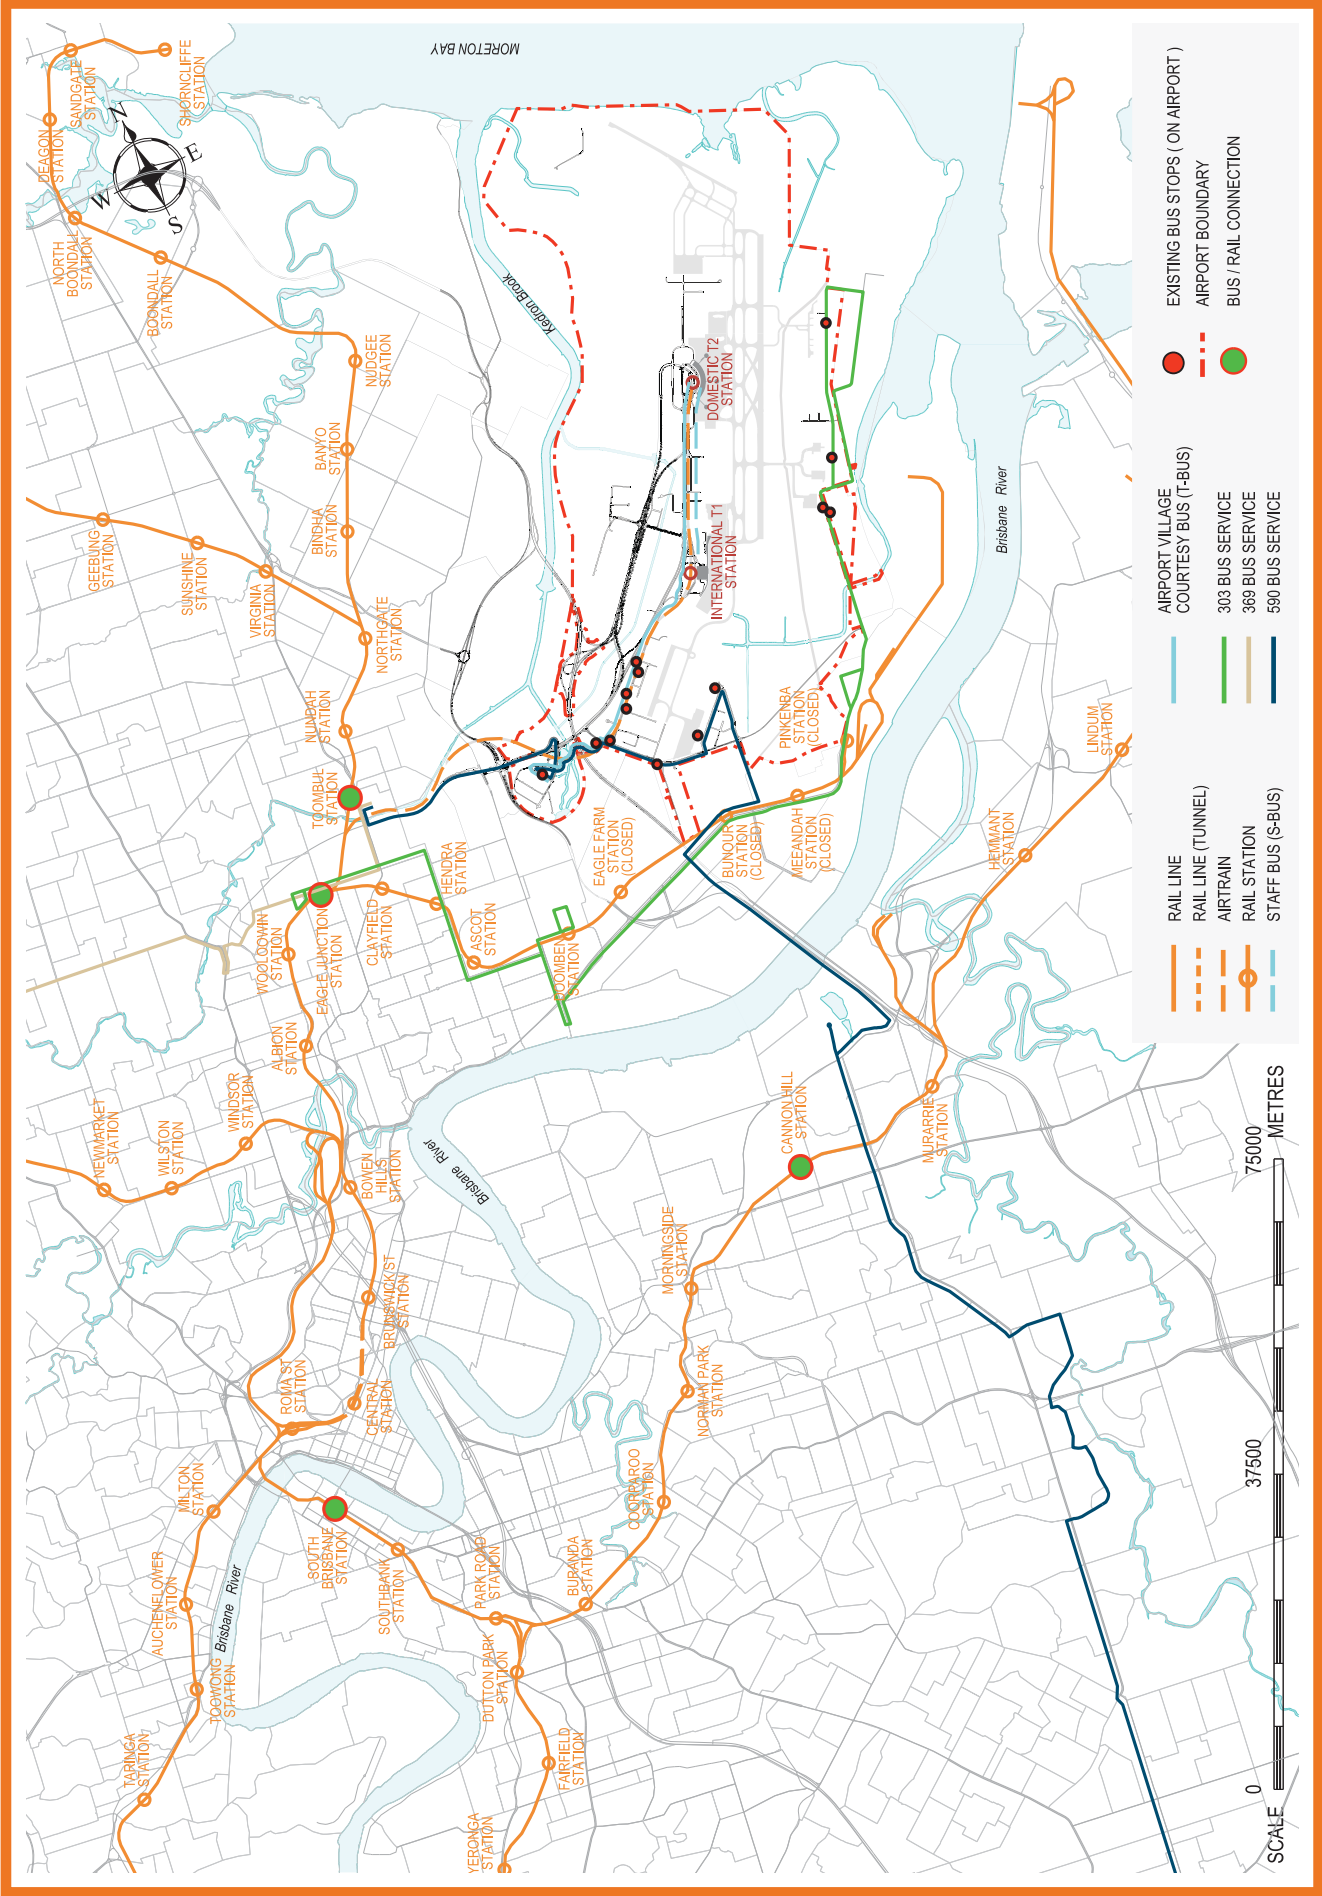 MORETON BAY
SHORNCLIFFE
STATION
SANDGATE
STATION
DEAGON
STATION
N
E
S
W
NORTH
BOONDALL
STATION
BOONDALL
STATION
NUDGEE
STATION
BANYO
STATION
BINDHA
STATION
GEEBUNG
STATION
SUNSHINE
STATION
VIRGINIA
STATION
NORTHGATE
STATION
NUNDAH
STATION
TOOMBUL
STATION
Kedron Brook
DOMESTIC T2
STATION
INTERNATIONAL T1
STATION
Brisbane River
PINKENBA
STATION
(CLOSED)
MEEANDAH
STATION
(CLOSED)
BUNOUR
STATION
(CLOSED)
EAGLE FARM
STATION
(CLOSED)
DOOMBEN
STATION
ASCOT
STATION
HENDRA
STATION
CLAYFIELD
STATION
EAGLE JUNCTION
STATION
WOOLOOWIN
STATION
ALBION
STATION
WINDSOR
STATION
WILSTON
STATION
NEWMARKET
STATION
BOWEN
HILLS
STATION
BRUNSWICK ST
STATION
CENTRAL
STATION
ROMA ST
STATION
MILTON
STATION
AUCHENFLOWER
STATION
TOOWONG
STATION
TARINGA
STATION
Brisbane River
SOUTH
BRISBANE
STATION
SOUTHBANK
STATION
PARK ROAD
STATION
DUTTON PARK
STATION
FAIRFIELD
STATION
YERONGA
STATION
BURANDA
STATION
COORPAROO
STATION
NORMAN PARK
STATION
MORNINGSIDE
STATION
CANNON HILL
STATION
MURARRIE
STATION
HEMMANT
STATION
LINDUM
STATION
Brisbane River
RAIL LINE
RAIL LINE (TUNNEL)
AIRTRAIN
RAIL STATION
STAFF BUS (S-BUS)
AIRPORT VILLAGE
COURTESY BUS (T-BUS)
303 BUS SERVICE
369 BUS SERVICE
590 BUS SERVICE
EXISTING BUS STOPS ( ON AIRPORT )
AIRPORT BOUNDARY
BUS / RAIL CONNECTION
SCALE
0
37500
75000
METRES